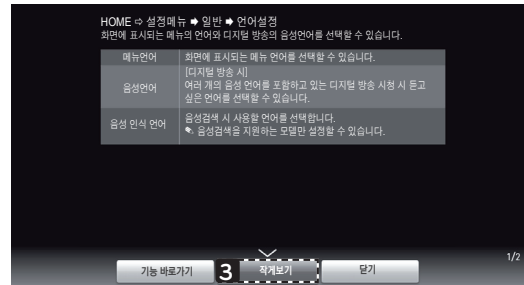 HOME ⇨ 설정메뉴 ➡ 일반 ➡ 언어설정
화면에 표시되는 메뉴의 언어와 디지털 방송의 음성언어를 선택할 수 있습니다.
메뉴언어 화면에 표시되는 메뉴 언어를 선택할 수 있습니다.
음성언어 [디지털 방송 시]
여러 개의 음성 언어를 포함하고 있는 디지털 방송 시청 시 듣고
싶은 언어를 선택할 수 있습니다.
음성 인식 언어 음성검색 시 사용할 언어를 선택합니다.
✎ 음성검색을 지원하는 모델만 설정할 수 있습니다.
1/2
기능 바로가기 3 작게보기 닫기